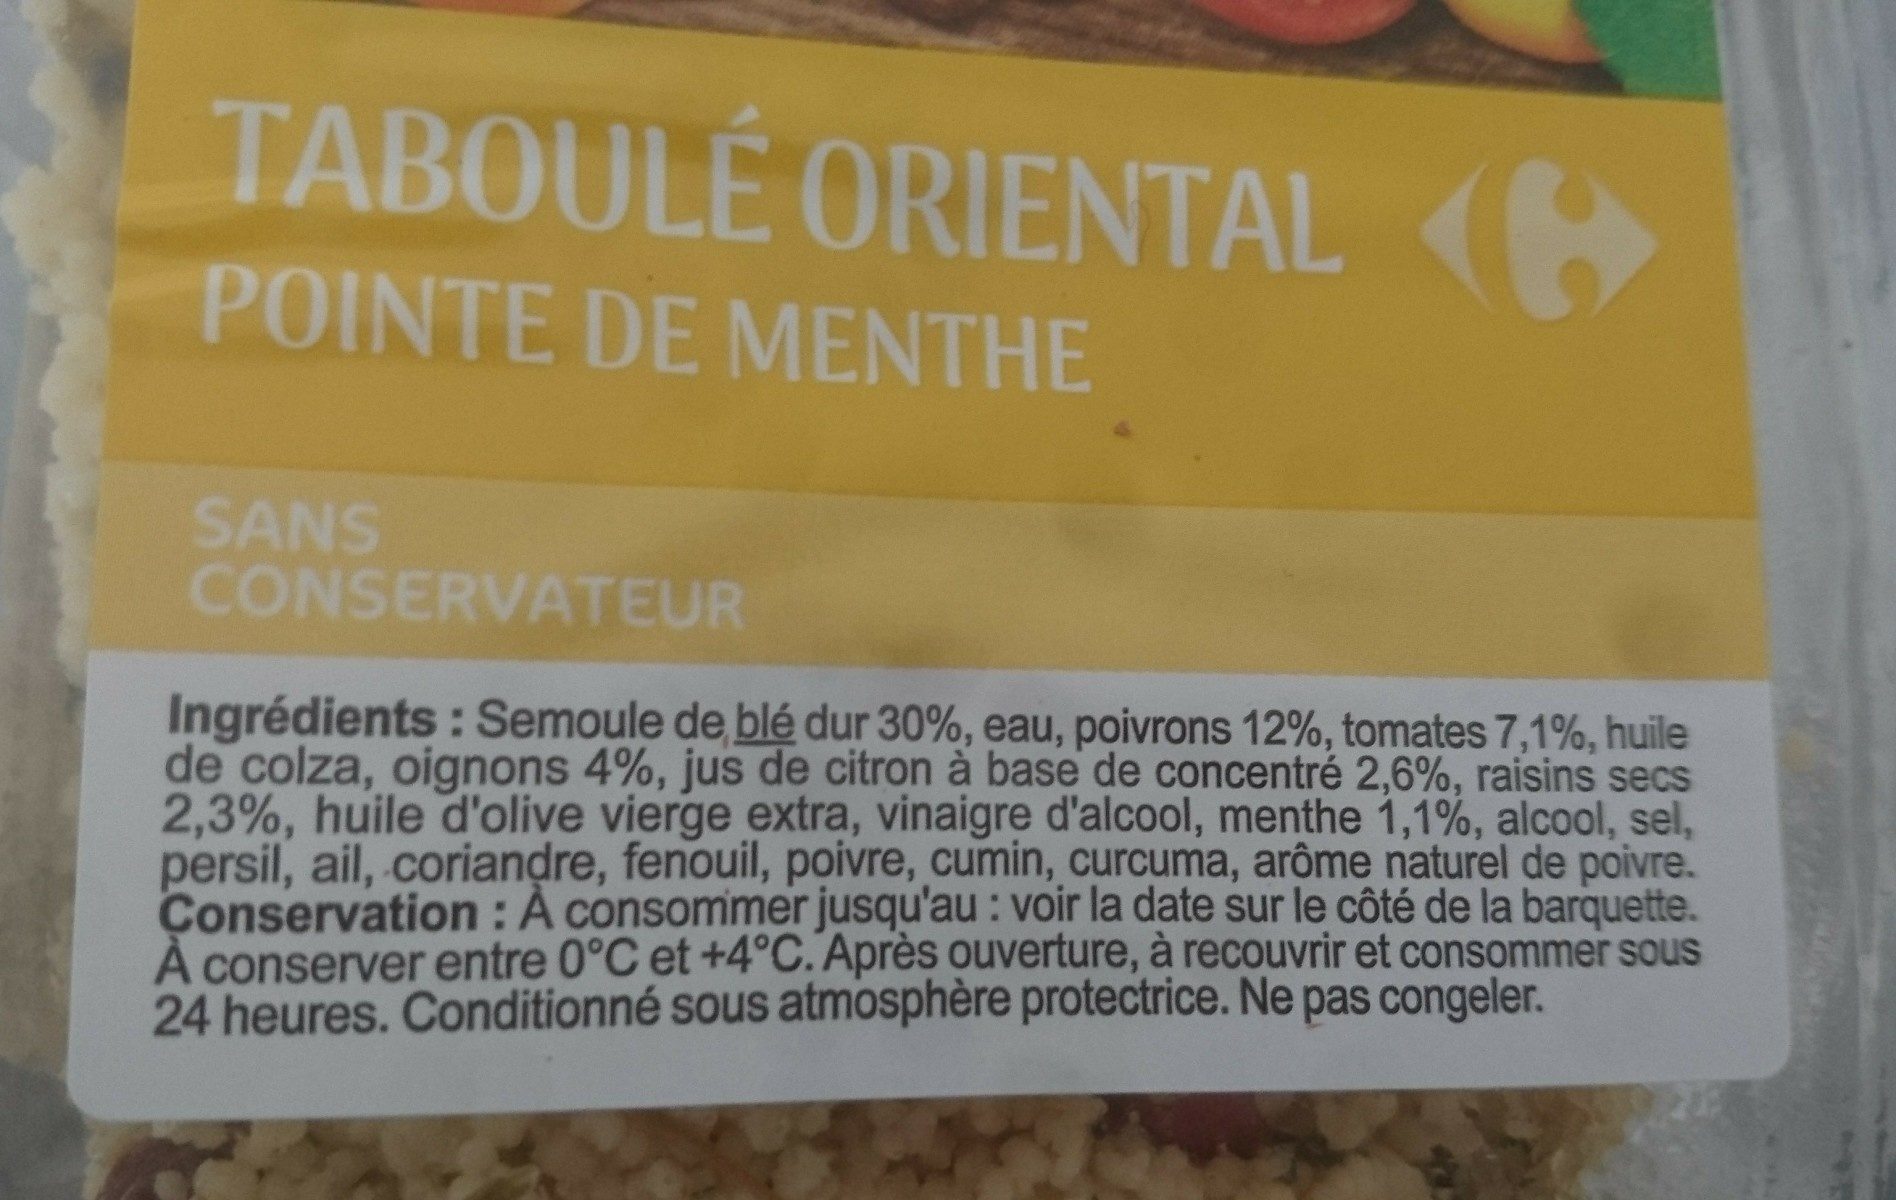 TABOULÉ ORIENTAL
POINTE DE MENTHE
SANS
CONSERVATEUR
Ingrédients : Semoule de blé dur 30%, eau, poivrons 12%, tomates 7,1%, huile
de colza, oignons 4%, jus de citron à base de concentré 2,6%, raisins secs
2,3%, huile d'olive vierge extra, vinaigre d'alcool, menthe 1,1%, alcool, sel,
persil, ail, coriandre, fenouil, poivre, cumin, curcuma, arôme naturel de poivre.
Conservation : À consommer jusqu'au : voir la date sur le côté de la barquette.
À conserver entre 0°C et +4°C. Après ouverture, à recouvrir et consommer sous
24 heures. Conditionné sous atmosphère protectrice. Ne pas congeler.